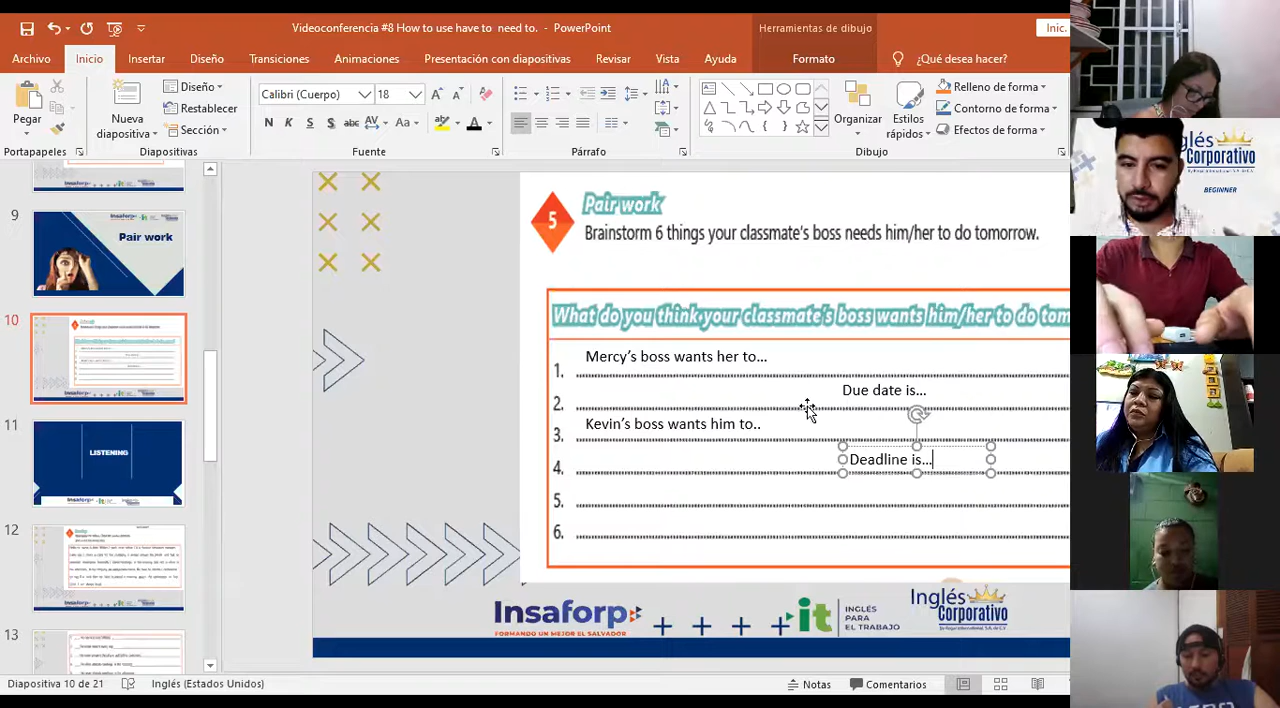 Videoconferencia #8 How to use have to need to. - PowerPoint
Herramientas de dibujo
Inic.
Archivo Inicio Insertar Diseño Transiciones Animaciones Presentación con diapositivas Revisar Vista Ayuda Formato ¿Qué desea hacer?
Pegar
Nueva diapositiva
Diseño
Restablecer
Sección
Calibri (Cuerpo) 18
N K S S abc AV Aa A
Organizar
Estilos rápidos
Relleno de forma
Contorno de forma
Efectos de forma
Portapapeles Diapositivas Fuente Párrafo Dibujo
9
Pair work
10
11
LISTENING
12
13
5
Pair work
Brainstorm 6 things your classmate's boss needs him/her to do tomorrow.
What do you think your classmate's boss wants him/her to do tom
Mercy's boss wants her to...
1.
Due date is...
2.
Kevin's boss wants him to..
3.
Deadline is...
4.
5.
6.
Insaforp
FORMANDO UN MEJOR EL SALVADOR
it
INGLÉS
PARA
EL TRABAJO
Inglés
Corporativo
Diapositiva 10 de 21
Inglés (Estados Unidos)
Notas
Comentarios
glés
Corporativo
BEGINNER